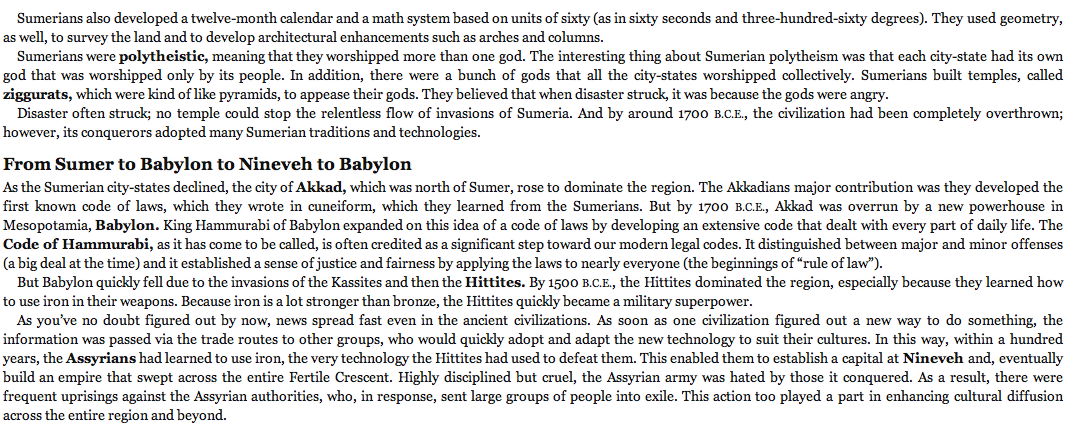 Sumerians also developed a twelve-month calendar and a math system based on units of sixty (as in sixty seconds and three-hundred-sixty degrees). They used geometry,
as well, to survey the land and to develop architectural enhancements such as arches and columns.
Sumerians were polytheistic, meaning that they worshipped more than one god. The interesting thing about Sumerian polytheism was that each city-state had its own
god that was worshipped only by its people. In addition, there were a bunch of gods that all the city-states worshipped collectively. Sumerians built temples, called
ziggurats, which were kind of like pyramids, to appease their gods. They believed that when disaster struck, it was because the gods were angry.
Disaster often struck; no temple could stop the relentless flow of invasions of Sumeria. And by around 1700 B.C.E., the civilization had been completely overthrown;
however, its conquerors adopted many Sumerian traditions and technologies.
From Sumer to Babylon to Nineveh to Babylon
As the Sumerian city-states declined, the city of Akkad, which was north of Sumer, rose to dominate the region. The Akkadians major contribution was they developed the
first known code of laws, which they wrote in cuneiform, which they learned from the Sumerians. But by 1700 B.C.E., Akkad was overrun by a new powerhouse in
Mesopotamia, Babylon. King Hammurabi of Babylon expanded on this idea of a code of laws by developing an extensive code that dealt with every part of daily life. The
Code of Hammurabi, as it has come to be called, is often credited as a significant step toward our modern legal codes. It distinguished between major and minor offenses
(a big deal at the time) and it established a sense of justice and fairness by applying the laws to nearly everyone (the beginnings of “rule of law”).
But Babylon quickly fell due to the invasions of the Kassites and then the Hittites. By 1500 B.C.E., the Hittites dominated the region, especially because they learned how
to use iron in their weapons. Because iron is a lot stronger than bronze, the Hittites quickly became a military superpower.
As you’ve no doubt figured out by now, news spread fast even in the ancient civilizations. As soon as one civilization figured out a new way to do something, the
information was passed via the trade routes to other groups, who would quickly adopt and adapt the new technology to suit their cultures. In this way, within a hundred
years, the Assyrians had learned to use iron, the very technology the Hittites had used to defeat them. This enabled them to establish a capital at Nineveh and, eventually
build an empire that swept across the entire Fertile Crescent. Highly disciplined but cruel, the Assyrian army was hated by those it conquered. As a result, there were
frequent uprisings against the Assyrian authorities, who, in response, sent large groups of people into exile. This action too played a part in enhancing cultural diffusion
across the entire region and beyond.